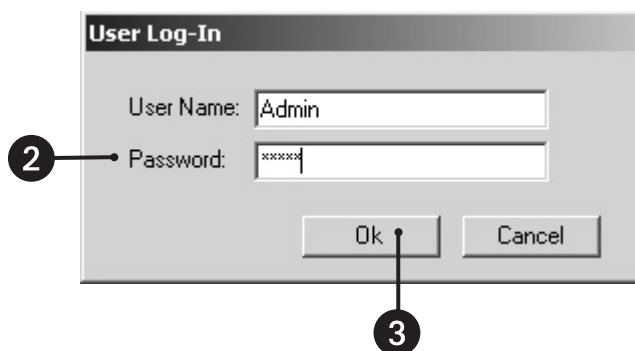 User Log-In
User Name: Admin
2 Password: *****
Ok Cancel
3